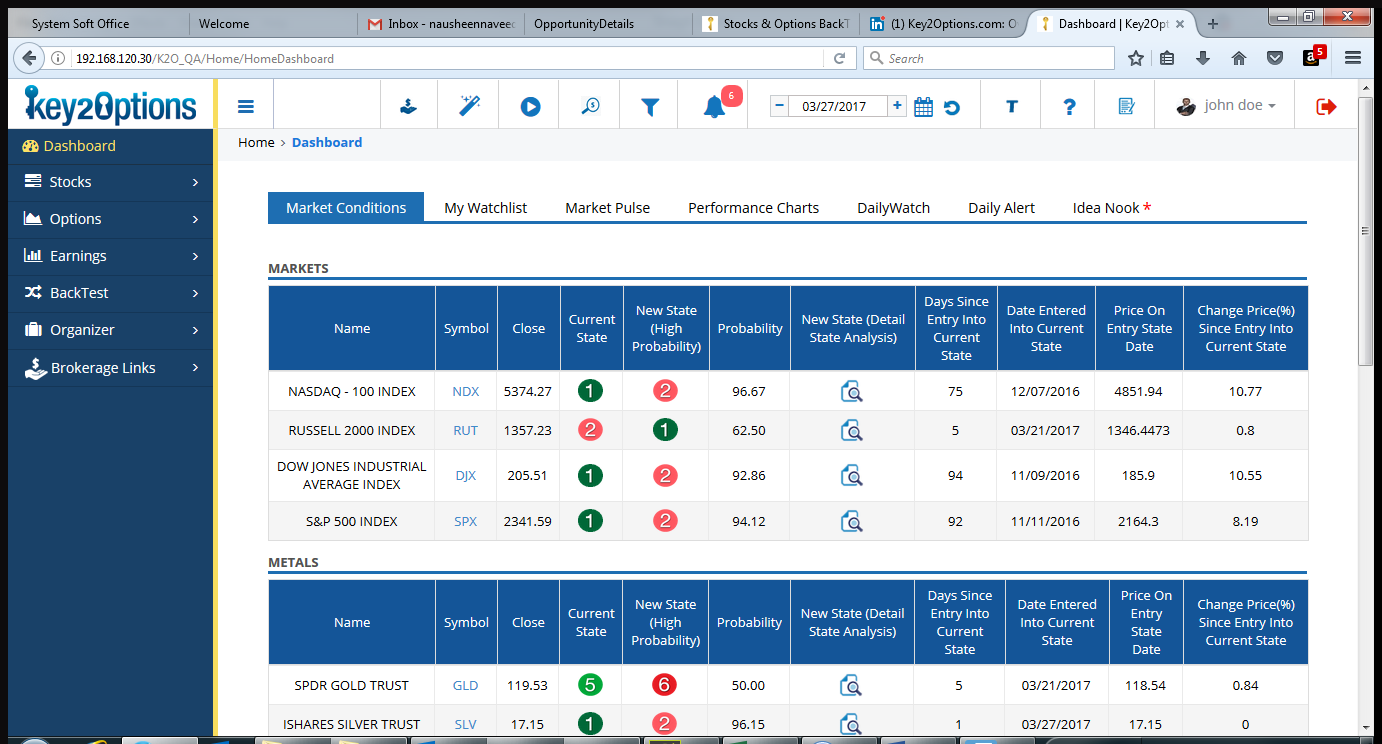 System Soft Office
Welcome
Inbox - nausheennaveed
OpportunityDetails
Stocks & Options BackT
(1) Key2Options.com: O
Dashboard | Key2Opt
192.168.120.30/K2O_QA/Home/HomeDashboard
Search
5
key2Options
6
03/27/2017
T
?
john doe
Home > Dashboard
Dashboard
Stocks
Options
Earnings
BackTest
Organizer
Brokerage Links
Market Conditions My Watchlist Market Pulse Performance Charts DailyWatch Daily Alert Idea Nook *
MARKETS
Name Symbol Close Current State New State (High Probability) Probability New State (Detail State Analysis) Days Since Entry Into Current State Date Entered Into Current State Price On Entry State Date Change Price(%) Since Entry Into Current State
NASDAQ - 100 INDEX NDX 5374.27 1 2 96.67 75 12/07/2016 4851.94 10.77
RUSSELL 2000 INDEX RUT 1357.23 2 1 62.50 5 03/21/2017 1346.4473 0.8
DOW JONES INDUSTRIAL AVERAGE INDEX DJX 205.51 1 2 92.86 94 11/09/2016 185.9 10.55
S&P 500 INDEX SPX 2341.59 1 2 94.12 92 11/11/2016 2164.3 8.19
METALS
Name Symbol Close Current State New State (High Probability) Probability New State (Detail State Analysis) Days Since Entry Into Current State Date Entered Into Current State Price On Entry State Date Change Price(%) Since Entry Into Current State
SPDR GOLD TRUST GLD 119.53 5 6 50.00 5 03/21/2017 118.54 0.84
ISHARES SILVER TRUST SLV 17.15 1 2 96.15 1 03/27/2017 17.15 0